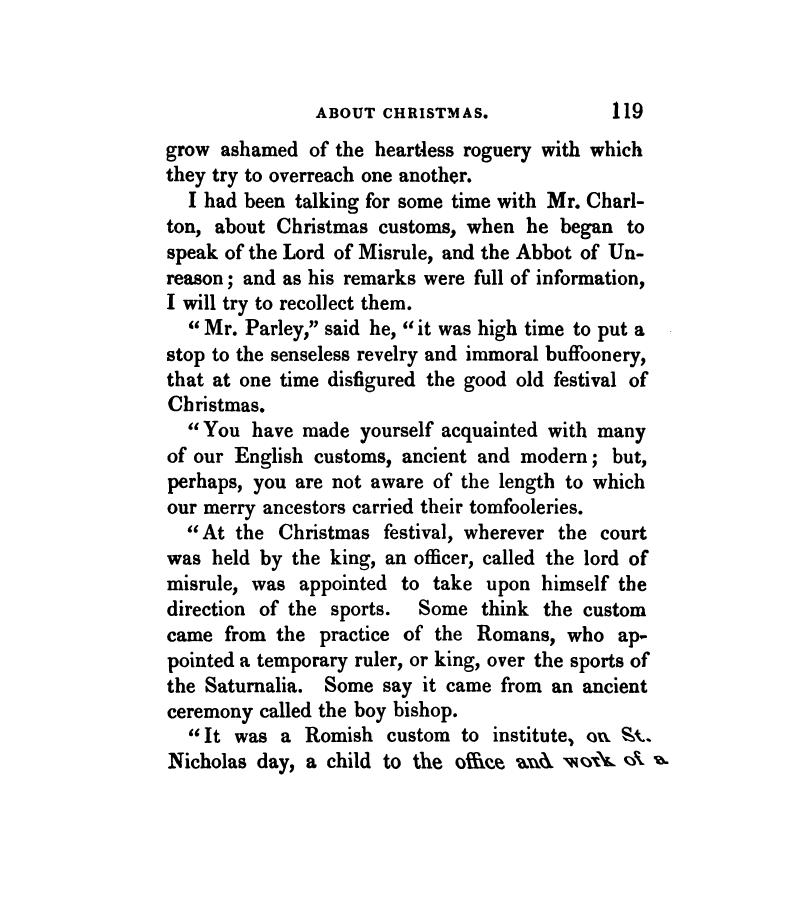 ABOUT CHRISTMAS. 119
grow ashamed of the heartless roguery with which
they try to overreach one another.
I had been talking for some time with Mr. Charl-
ton, about Christmas customs, when he began to
speak of the Lord of Misrule, and the Abbot of Un-
reason; and as his remarks were full of information,
I will try to recollect them.
“Mr. Parley,” said he, “it was high time to put a
stop to the senseless revelry and immoral buffoonery,
that at one time disfigured the good old festival of
Christmas.
“You have made yourself acquainted with many
of our English customs, ancient and modern; but,
perhaps, you are not aware of the length to which
our merry ancestors carried their tomfooleries.
“At the Christmas festival, wherever the court
was held by the king, an officer, called the lord of
misrule, was appointed to take upon himself the
direction of the sports. Some think the custom
came from the practice of the Romans, who ap-
pointed a temporary ruler, or king, over the sports of
the Saturnalia. Some say it came from an ancient
ceremony called the boy bishop.
“It was a Romish custom to institute, on St.
Nicholas day, a child to the office and work of a